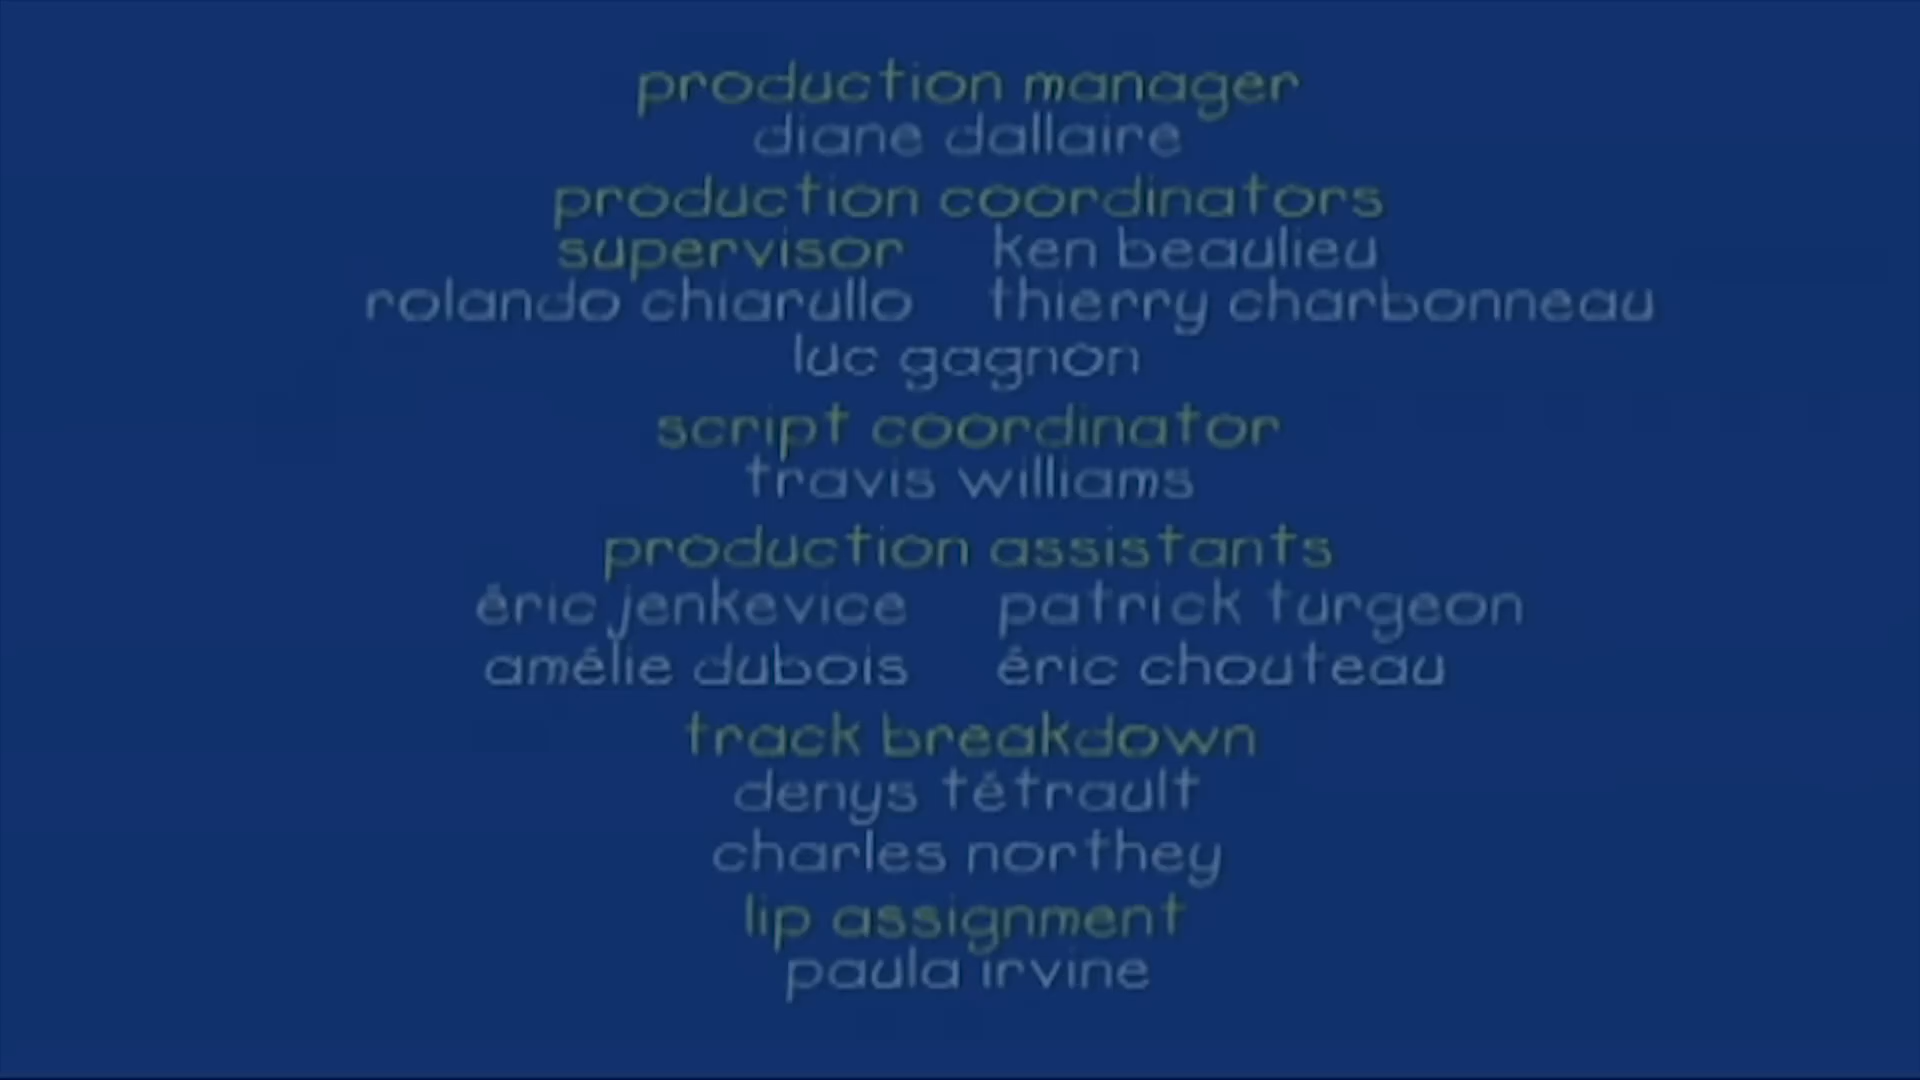 production manager
diane dallaire
production coordinators
supervisor ken beaulieu
rolando chiarullo thierry charbonneau
luc gagnon
script coordinator
travis williams
production assistants
éric jenkevice patrick turgeon
amélie dubois éric chouteau
track breakdown
denys tétrault
charles northey
lip assignment
paula irvine